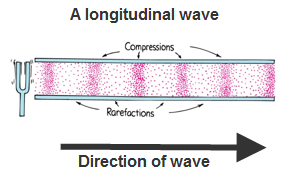 A longitudinal wave
Compressions
Rarefactions
Direction of wave